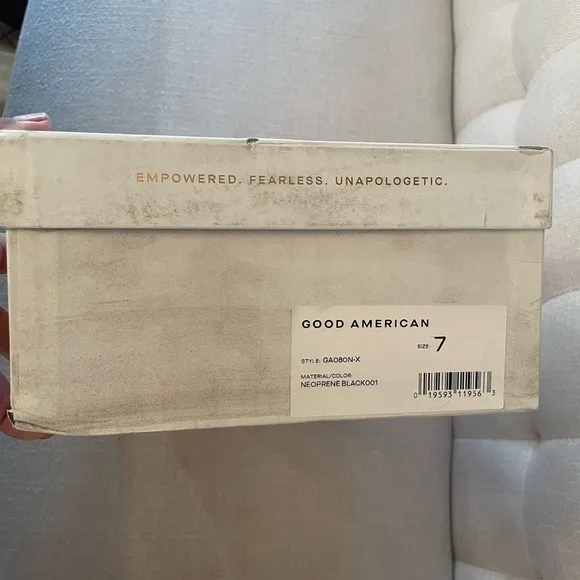 EMPOWERED. FEARLESS. UNAPOLOGETIC.
GOOD AMERICAN
SIZE: 7
STYLE: GA080N-X
MATERIAL/COLOR:
NEOPRENE BLACK001
0 19593 11956 3